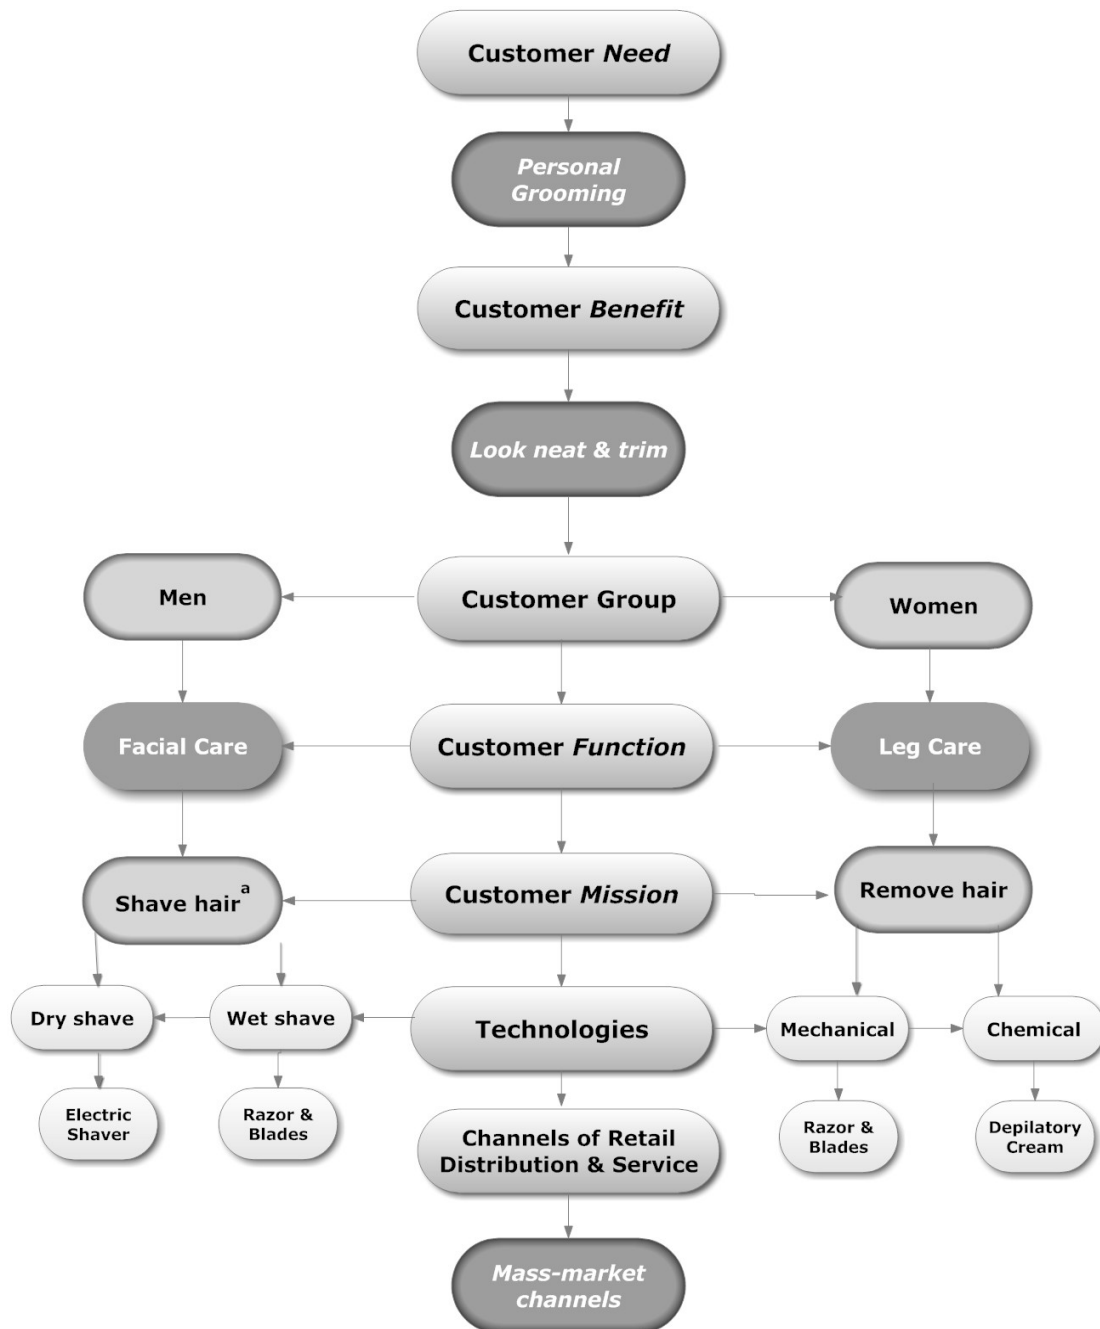 Customer Need
Personal
Grooming
Customer Benefit
Look neat & trim
Men
Customer Group
Women
Facial Care
Customer Function
Leg Care
Shave hair a
Customer Mission
Remove hair
Dry shave
Wet shave
Technologies
Mechanical
Chemical
Electric
Shaver
Razor &
Blades
Channels of Retail
Distribution & Service
Razor &
Blades
Depilatory
Cream
Mass-market
channels